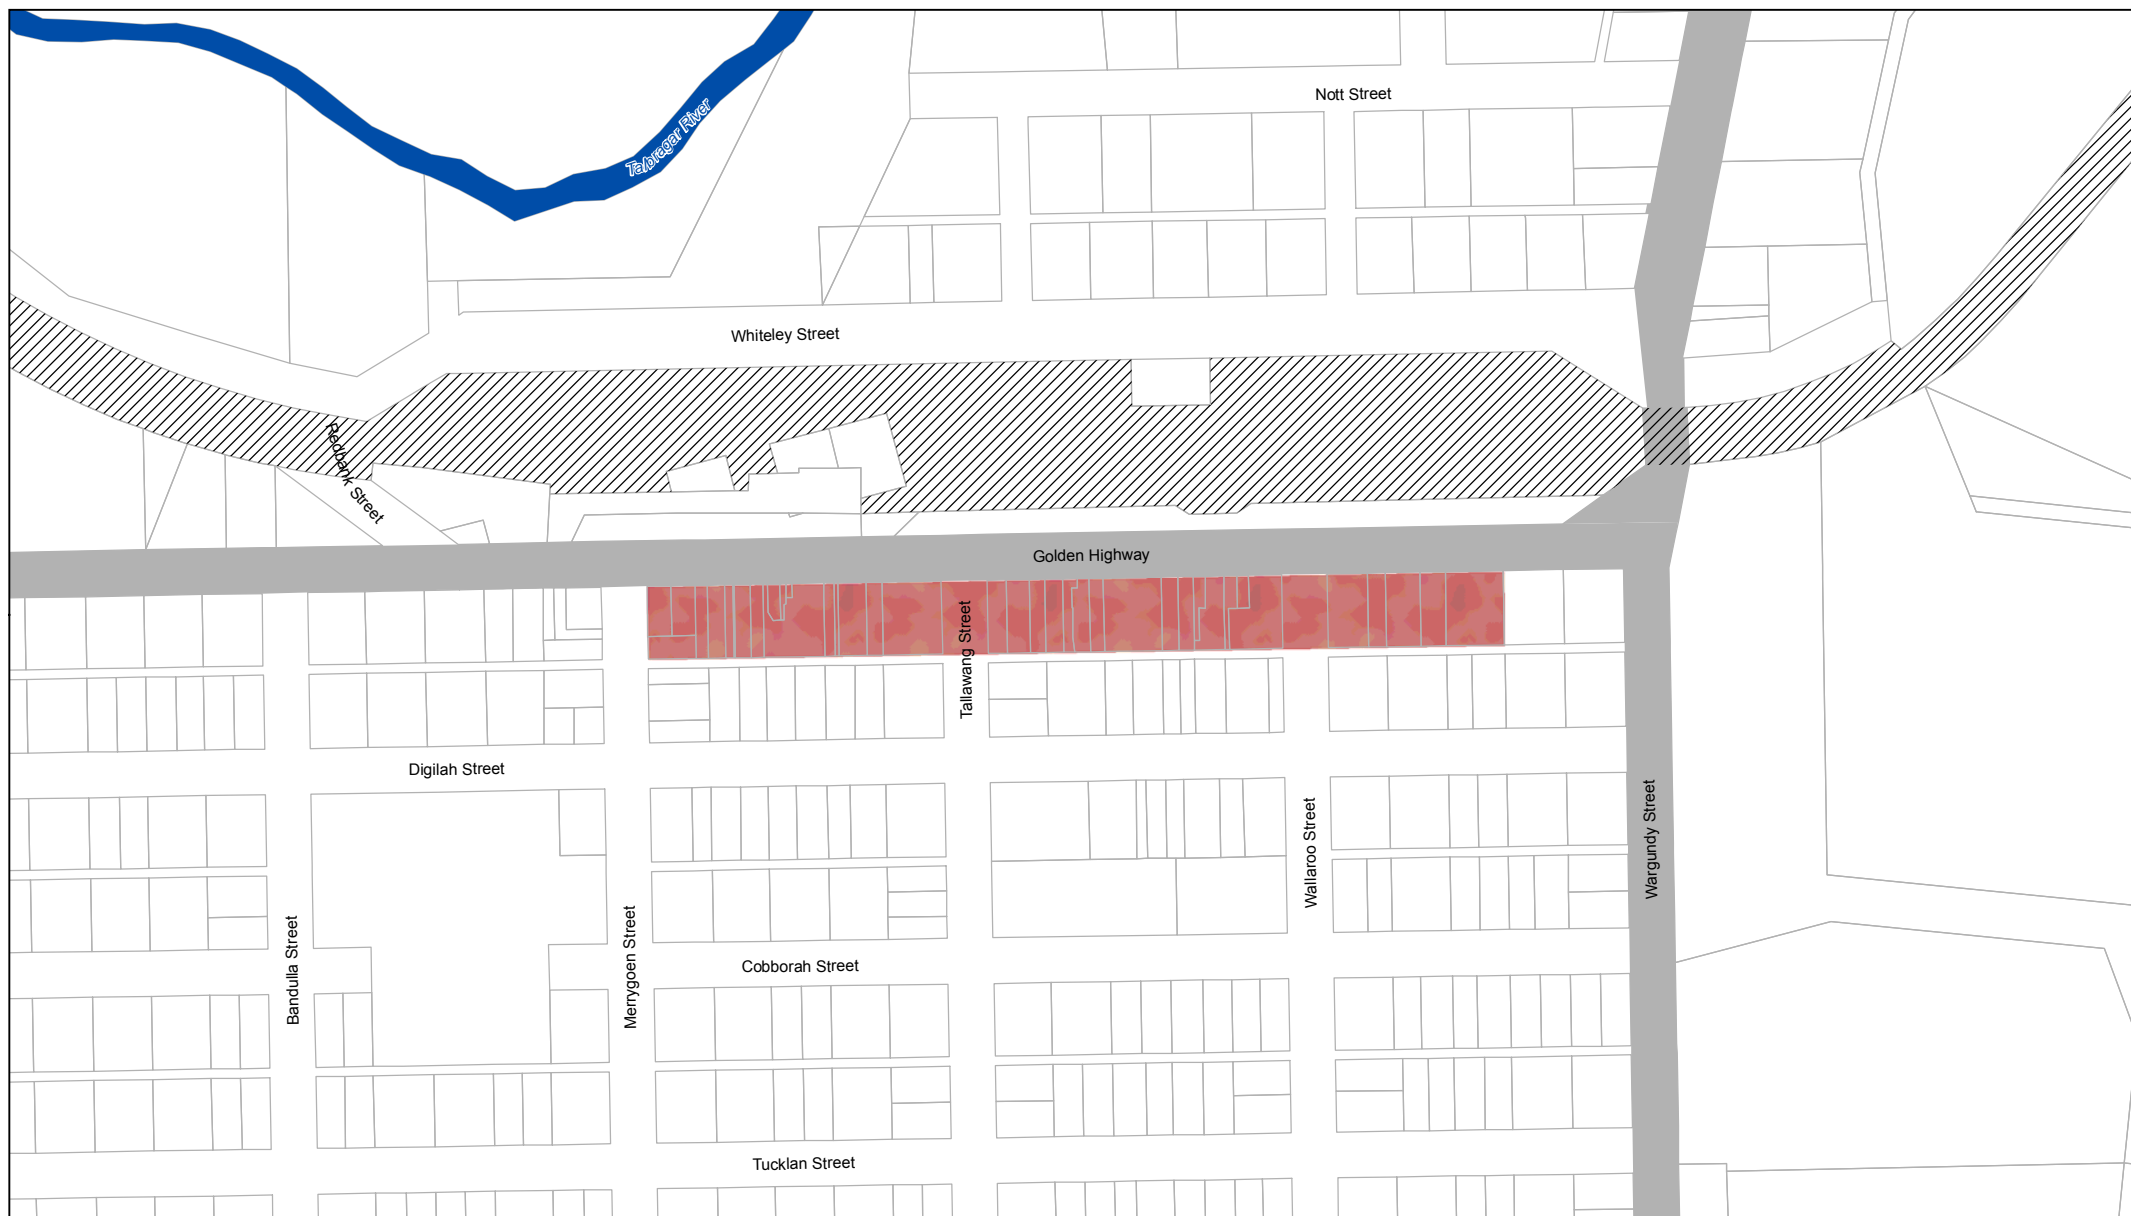 Nott Street
Talbragar River
Whiteley Street
Redbank Street
Golden Highway
Tallawang Street
Digilah Street
Wallaroo Street
Wargundy Street
Bandulla Street
Merrygoen Street
Cobborah Street
Tucklan Street